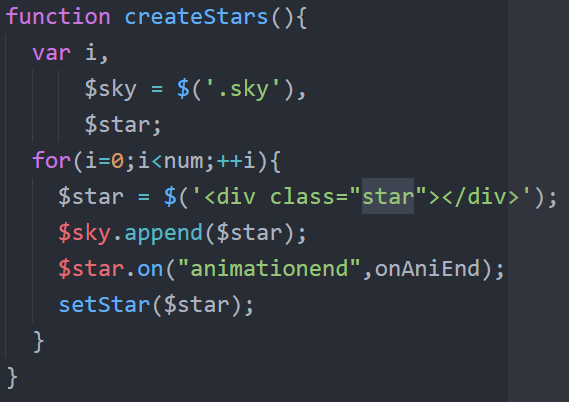 function createStars(){
  var i,
      $sky = $('.sky'),
      $star;
  for(i=0;i<num;++i){
    $star = $('<div class="star"></div>');
    $sky.append($star);
    $star.on("animationend",onAniEnd);
    setStar($star);
  }
}